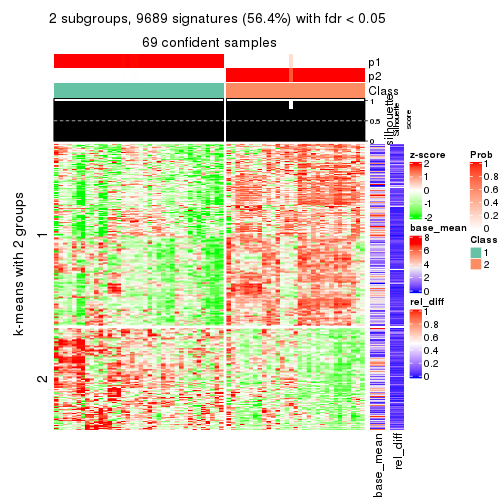 2 subgroups, 9689 signatures (56.4%) with fdr < 0.05
69 confident samples
p1
p2
Class
1
0.5
0
silhouette
Silhouette
score
k-means with 2 groups
1
2
base_mean
rel_diff
z-score
2
1
0
-1
-2
base_mean
8
6
4
2
0
rel_diff
1
0.8
0.6
0.4
0.2
0
Prob
1
0.8
0.6
0.4
0.2
0
Class
1
2